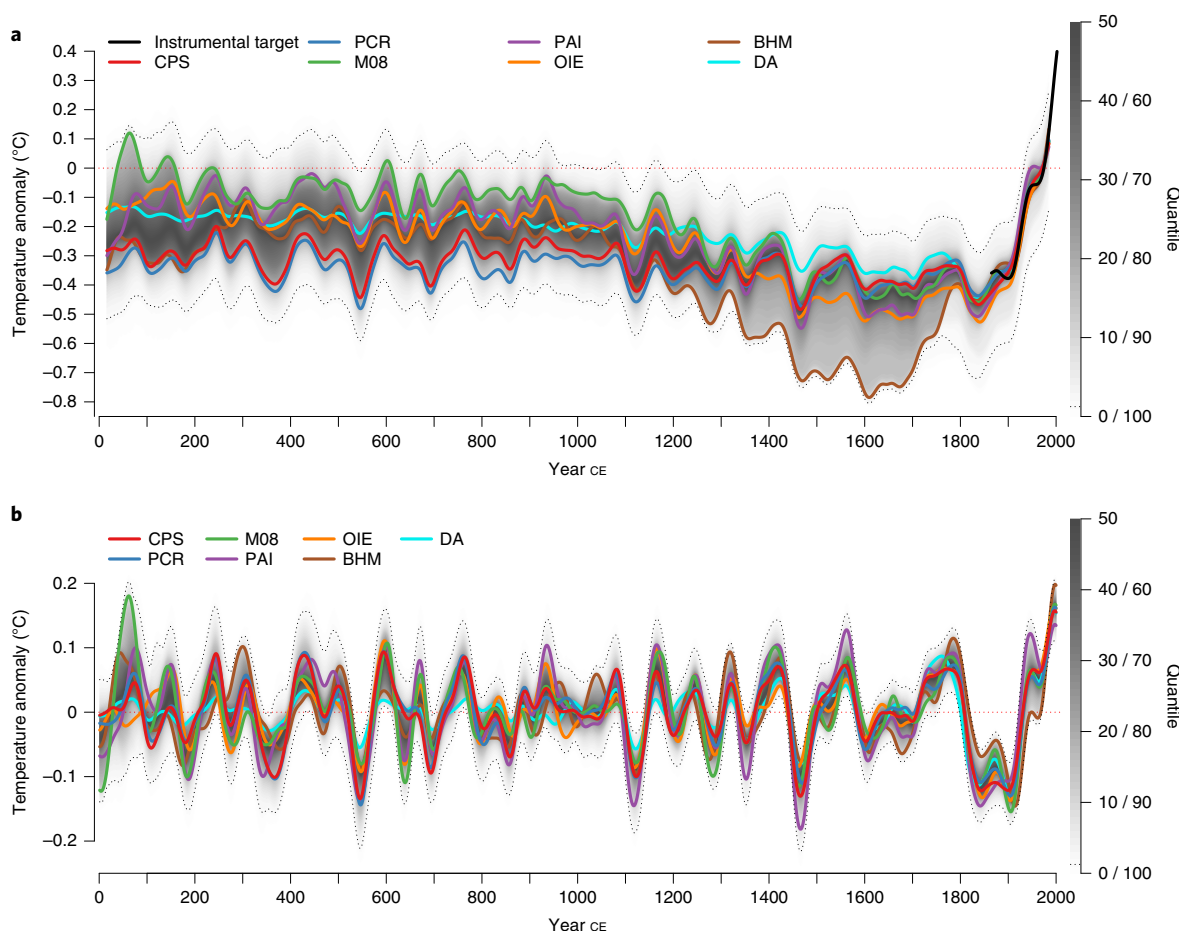 a
Instrumental target PCR PAI BHM
CPS M08 OIE DA
Temperature anomaly (°C)
0.4
0.3
0.2
0.1
0
−0.1
−0.2
−0.3
−0.4
−0.5
−0.6
−0.7
−0.8
0 200 400 600 800 1000 1200 1400 1600 1800 2000
Year CE
50
40 / 60
30 / 70
20 / 80
10 / 90
0 / 100
Quantile
b
CPS M08 OIE DA
PCR PAI BHM
Temperature anomaly (°C)
0.2
0.1
0
−0.1
−0.2
0 200 400 600 800 1000 1200 1400 1600 1800 2000
Year CE
50
40 / 60
30 / 70
20 / 80
10 / 90
0 / 100
Quantile